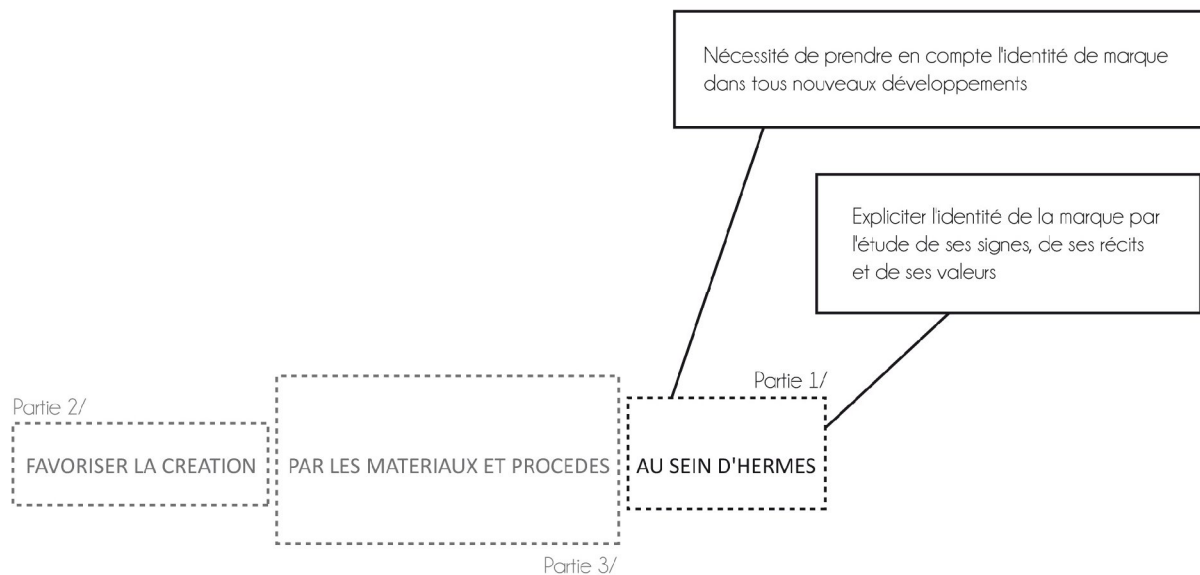 Nécessité de prendre en compte l'identité de marque
dans tous nouveaux développements
Expliciter l'identité de la marque par
l'étude de ses signes, de ses récits
et de ses valeurs
Partie 1/
Partie 2/
FAVORISER LA CREATION
PAR LES MATERIAUX ET PROCEDES
AU SEIN D'HERMES
Partie 3/